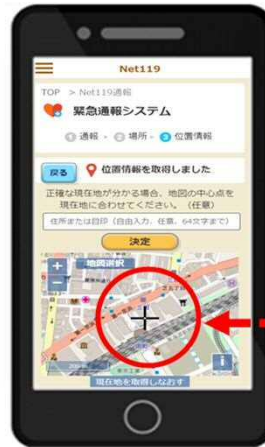 Net119
TOP > Net119通報
緊急通報システム
1 通報 - 2 場所 - 3 位置情報
戻る 位置情報を取得しました
正確な現在地が分かる場合、地図の中心点を
現在地に合わせてください。（任意）
住所または目印（自由入力、任意、64文字まで）
決定
+ 地図選択
−
i
現在地を取得しなおす